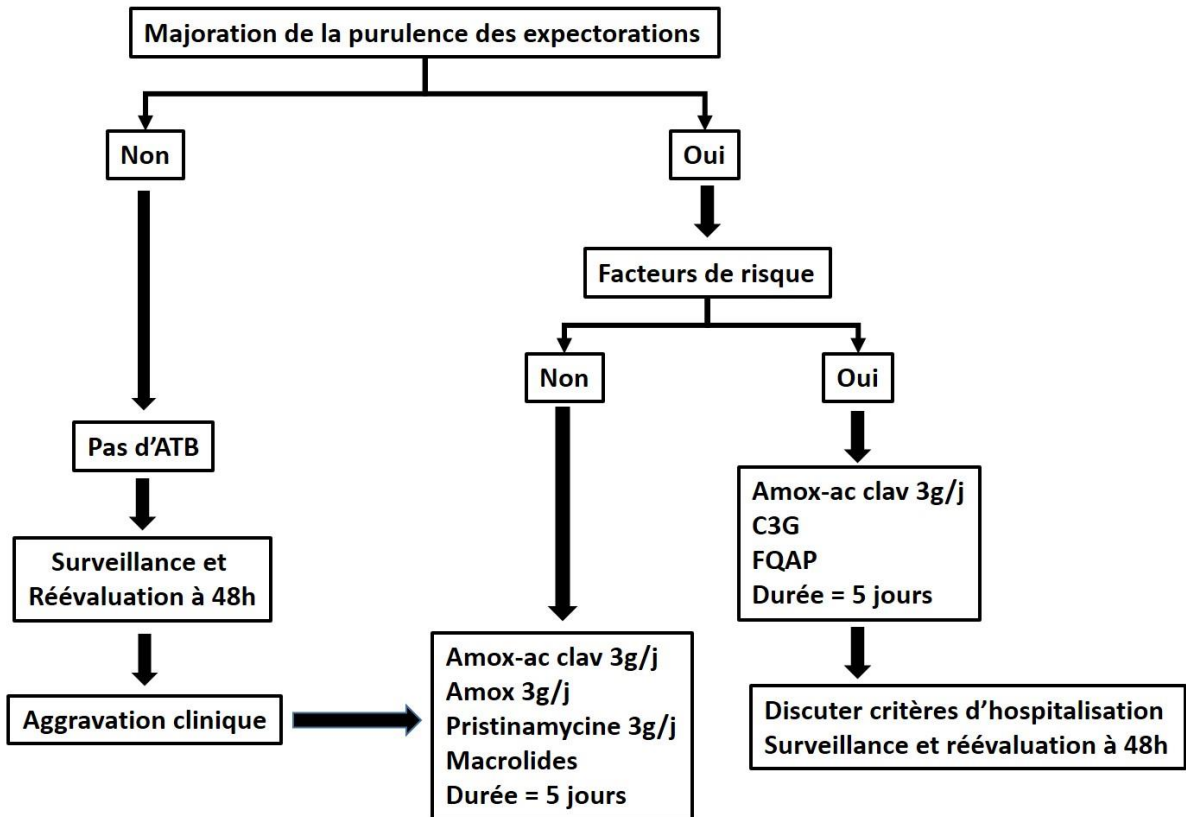 Majoration de la purulence des expectorations
Non
Oui
Facteurs de risque
Non
Oui
Pas d'ATB
Amox-ac clav 3g/j
C3G
FQAP
Durée = 5 jours
Surveillance et
Réévaluation à 48h
Aggravation clinique
Amox-ac clav 3g/j
Amox 3g/j
Pristinamycine 3g/j
Macrolides
Durée = 5 jours
Discuter critères d'hospitalisation
Surveillance et réévaluation à 48h